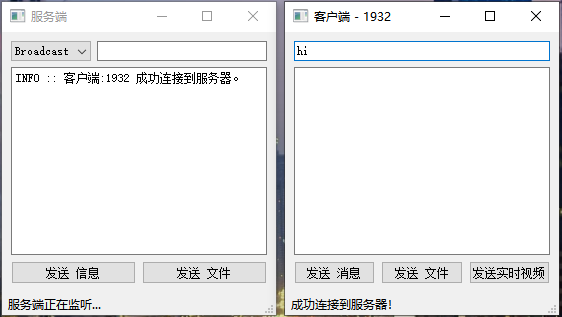 服务端
Broadcast
INFO :: 客户端:1932 成功连接到服务器。
发送 信息
发送 文件
服务端正在监听...
客户端 - 1932
hi
发送 消息
发送 文件
发送实时视频
成功连接到服务器!